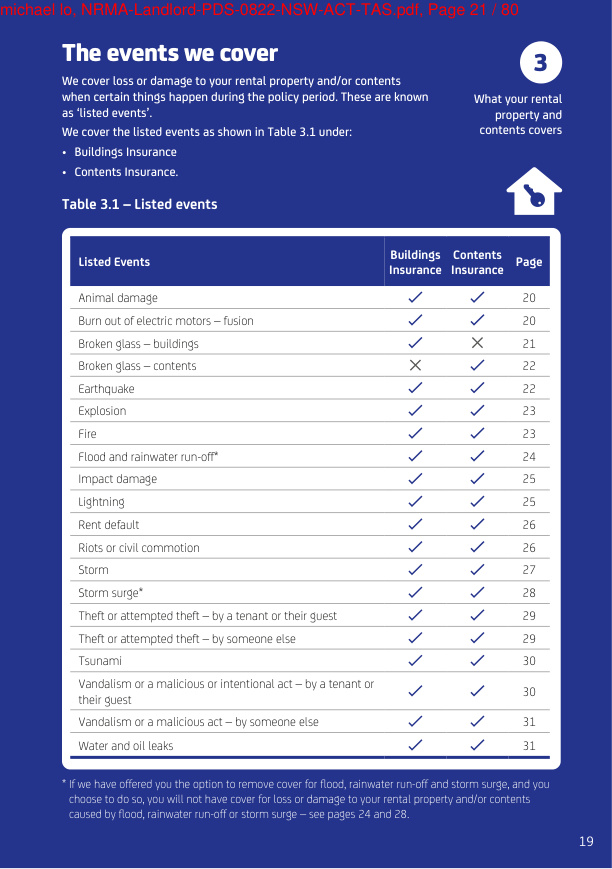 michael lo, NRMA-Landlord-PDS-0822-NSW-ACT-TAS.pdf, Page 21 / 80
The events we cover
We cover loss or damage to your rental property and/or contents
when certain things happen during the policy period. These are known
as ‘listed events’.
We cover the listed events as shown in Table 3.1 under:
• Buildings Insurance
• Contents Insurance.
3
What your rental
property and
contents covers
Table 3.1 – Listed events
Listed Events Buildings Insurance Contents Insurance Page
Animal damage ✓ ✓ 20
Burn out of electric motors – fusion ✓ ✓ 20
Broken glass – buildings ✓ ✗ 21
Broken glass – contents ✗ ✓ 22
Earthquake ✓ ✓ 22
Explosion ✓ ✓ 23
Fire ✓ ✓ 23
Flood and rainwater run-off* ✓ ✓ 24
Impact damage ✓ ✓ 25
Lightning ✓ ✓ 25
Rent default ✓ ✓ 26
Riots or civil commotion ✓ ✓ 26
Storm ✓ ✓ 27
Storm surge* ✓ ✓ 28
Theft or attempted theft – by a tenant or their guest ✓ ✓ 29
Theft or attempted theft – by someone else ✓ ✓ 29
Tsunami ✓ ✓ 30
Vandalism or a malicious or intentional act – by a tenant or
their guest ✓ ✓ 30
Vandalism or a malicious act – by someone else ✓ ✓ 31
Water and oil leaks ✓ ✓ 31
* If we have offered you the option to remove cover for flood, rainwater run-off and storm surge, and you
choose to do so, you will not have cover for loss or damage to your rental property and/or contents
caused by flood, rainwater run-off or storm surge – see pages 24 and 28.
19